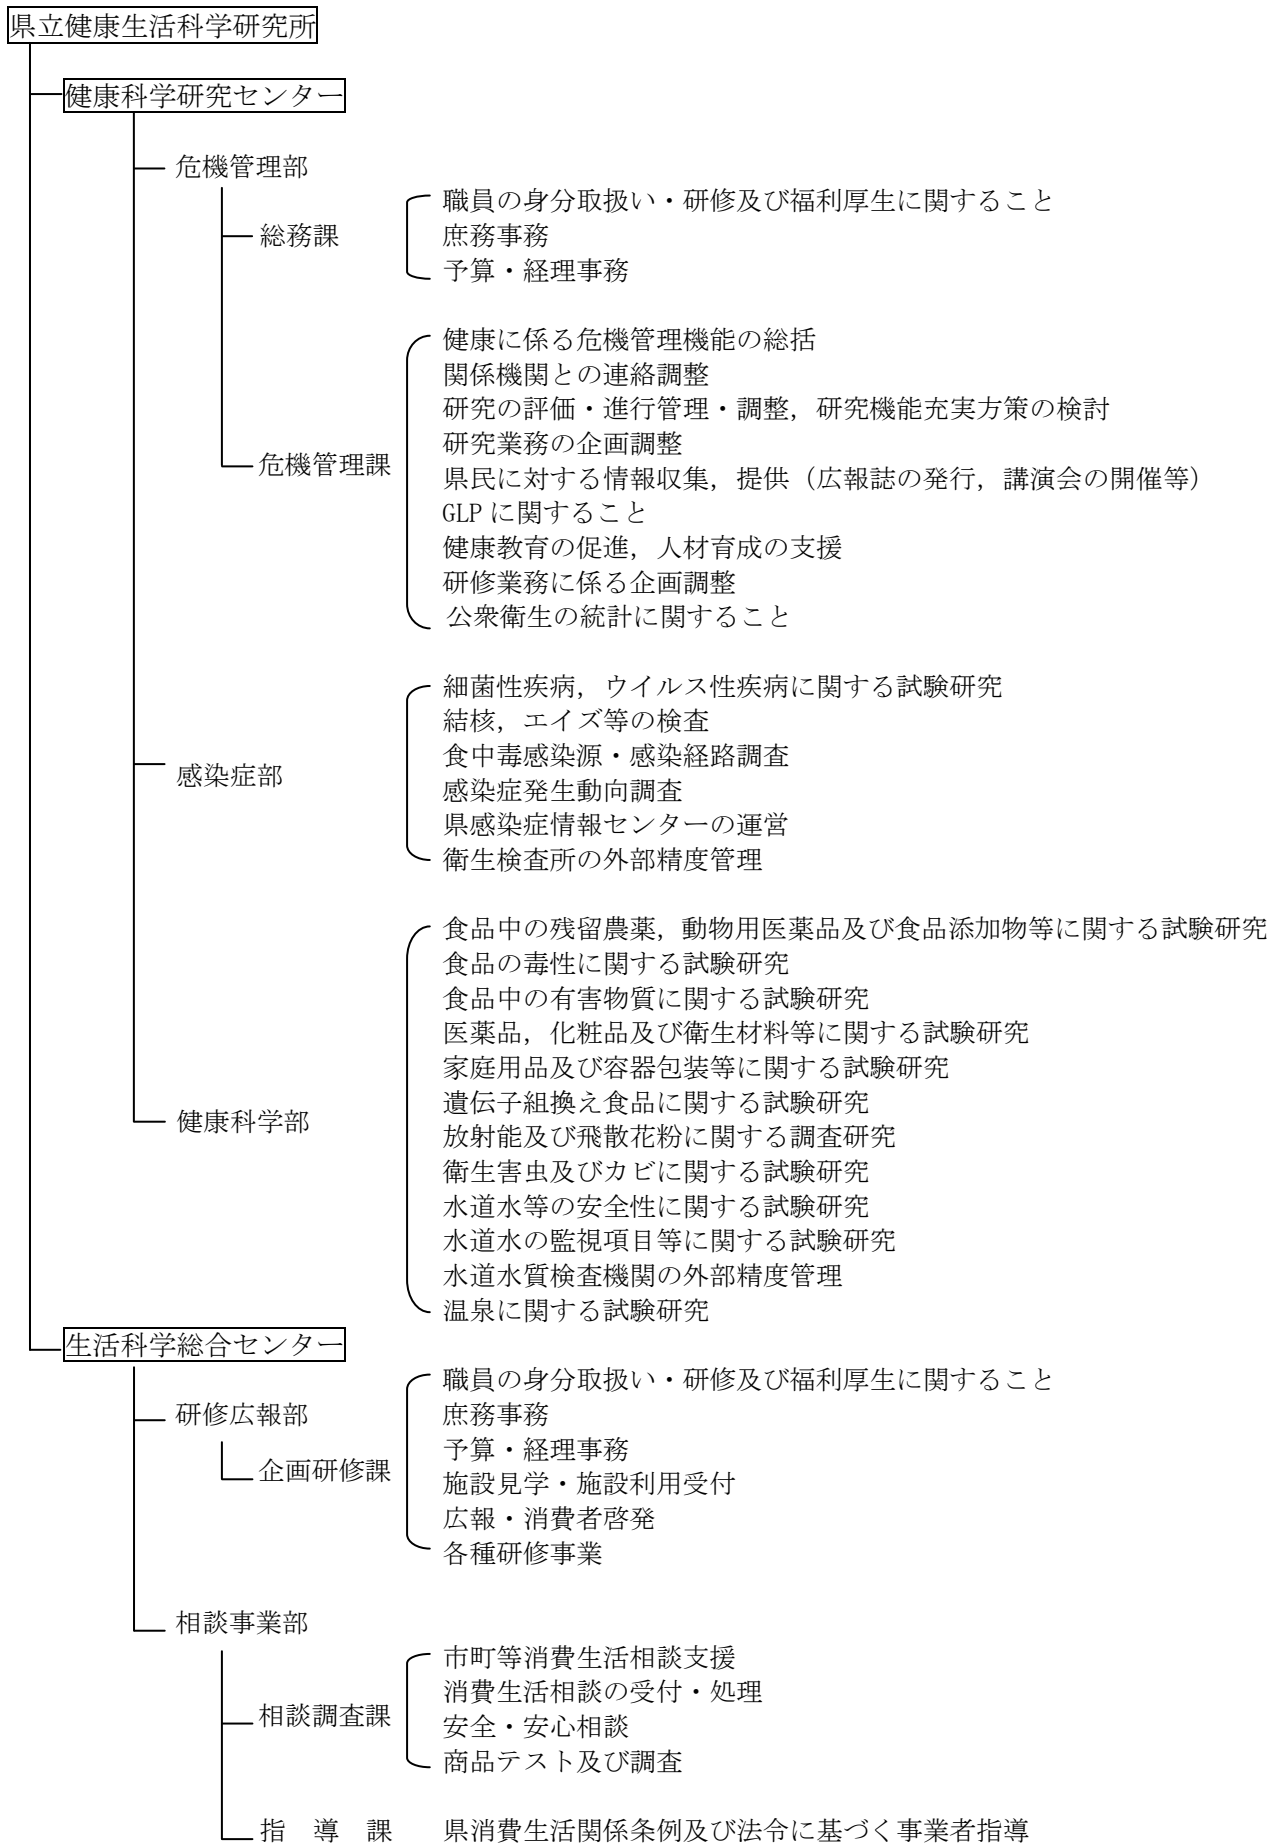 県立健康生活科学研究所
健康科学研究センター
危機管理部
職員の身分取扱い・研修及び福利厚生に関すること
総務課 庶務事務
予算・経理事務
健康に係る危機管理機能の総括
関係機関との連絡調整
研究の評価・進行管理・調整，研究機能充実方策の検討
研究業務の企画調整
危機管理課 県民に対する情報収集，提供（広報誌の発行，講演会の開催等）
GLPに関すること
健康教育の促進，人材育成の支援
研修業務に係る企画調整
公衆衛生の統計に関すること
細菌性疾病，ウイルス性疾病に関する試験研究
結核，エイズ等の検査
食中毒感染源・感染経路調査
感染症部 感染症発生動向調査
県感染症情報センターの運営
衛生検査所の外部精度管理
食品中の残留農薬，動物用医薬品及び食品添加物等に関する試験研究
食品の毒性に関する試験研究
食品中の有害物質に関する試験研究
医薬品，化粧品及び衛生材料等に関する試験研究
家庭用品及び容器包装等に関する試験研究
遺伝子組換え食品に関する試験研究
健康科学部 放射能及び飛散花粉に関する調査研究
衛生害虫及びカビに関する試験研究
水道水等の安全性に関する試験研究
水道水の監視項目等に関する試験研究
水道水質検査機関の外部精度管理
温泉に関する試験研究
生活科学総合センター
職員の身分取扱い・研修及び福利厚生に関すること
研修広報部 庶務事務
予算・経理事務
企画研修課 施設見学・施設利用受付
広報・消費者啓発
各種研修事業
相談事業部
市町等消費生活相談支援
消費生活相談の受付・処理
相談調査課 安全・安心相談
商品テスト及び調査
指　導　課 県消費生活関係条例及び法令に基づく事業者指導